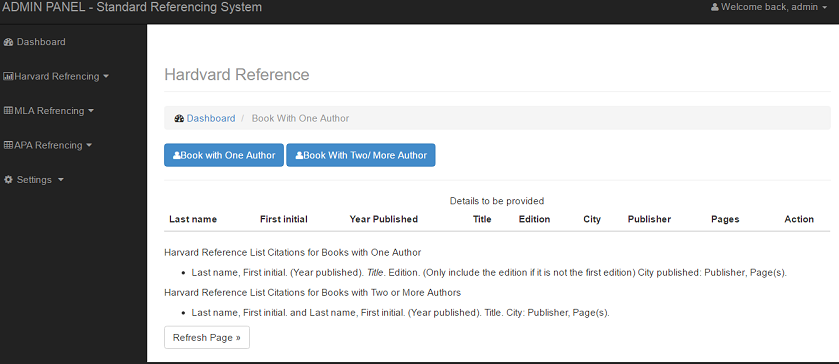 ADMIN PANEL - Standard Referencing System
Welcome back, admin
Dashboard
Harvard Refrencing
MLA Refrencing
APA Refrencing
Settings
Hardvard Reference
Dashboard / Book With One Author
Book with One Author Book With Two/ More Author
Details to be provided
Last name First initial Year Published Title Edition City Publisher Pages Action
Harvard Reference List Citations for Books with One Author
• Last name, First initial. (Year published). Title. Edition. (Only include the edition if it is not the first edition) City published: Publisher, Page(s).
Harvard Reference List Citations for Books with Two or More Authors
• Last name, First initial. and Last name, First initial. (Year published). Title. City: Publisher, Page(s).
Refresh Page »